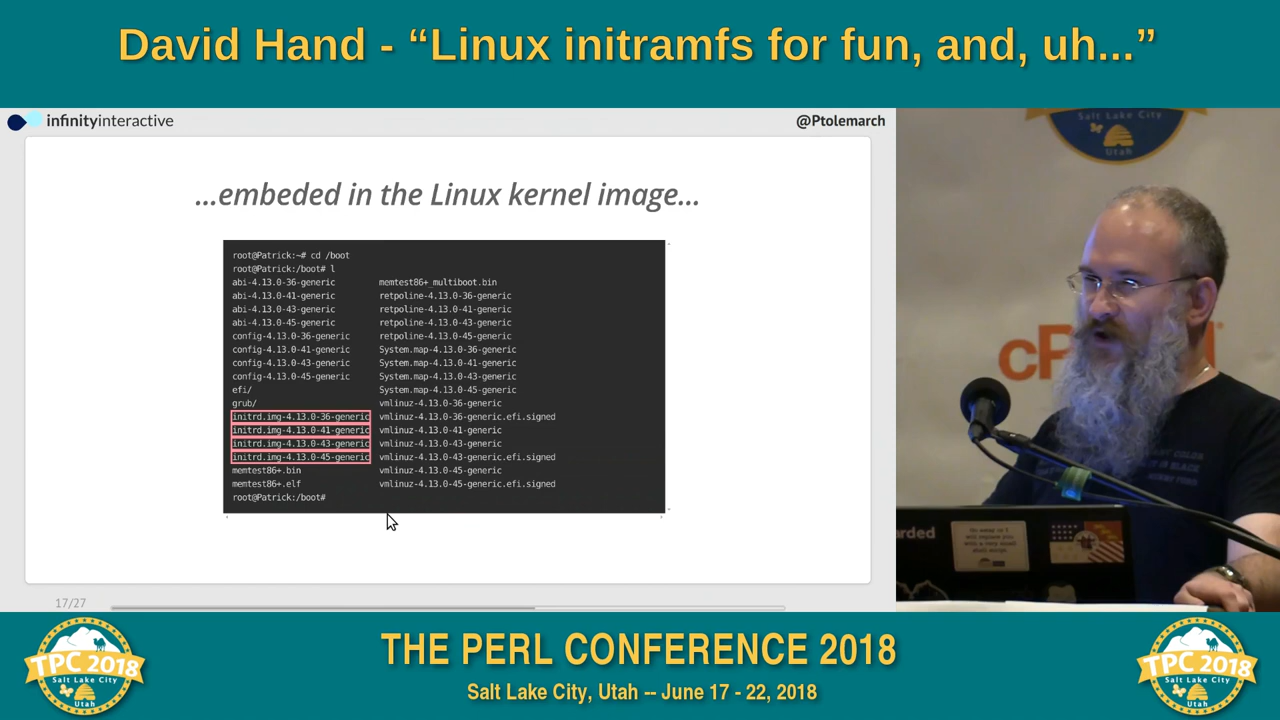 David Hand - “Linux initramfs for fun, and, uh...”
infinityinteractive
@Ptolemarch
...embeded in the Linux kernel image...
root@Patrick:~# cd /boot
root@Patrick:/boot# l
abi-4.13.0-36-generic memtest86+_multiboot.bin
abi-4.13.0-41-generic retpoline-4.13.0-36-generic
abi-4.13.0-43-generic retpoline-4.13.0-41-generic
abi-4.13.0-45-generic retpoline-4.13.0-43-generic
config-4.13.0-36-generic retpoline-4.13.0-45-generic
config-4.13.0-41-generic System.map-4.13.0-36-generic
config-4.13.0-43-generic System.map-4.13.0-41-generic
config-4.13.0-45-generic System.map-4.13.0-43-generic
efi/ System.map-4.13.0-45-generic
grub/ vmlinuz-4.13.0-36-generic
initrd.img-4.13.0-36-generic vmlinuz-4.13.0-36-generic.efi.signed
initrd.img-4.13.0-41-generic vmlinuz-4.13.0-41-generic
initrd.img-4.13.0-43-generic vmlinuz-4.13.0-43-generic
initrd.img-4.13.0-45-generic vmlinuz-4.13.0-43-generic.efi.signed
memtest86+.bin vmlinuz-4.13.0-45-generic
memtest86+.elf vmlinuz-4.13.0-45-generic.efi.signed
root@Patrick:/boot#
17/27
Salt Lake City
Utah
THE PERL CONFERENCE 2018
Salt Lake City, Utah -- June 17 - 22, 2018
TPC 2018
Salt Lake City
Utah
TPC 2018
Salt Lake City
Utah